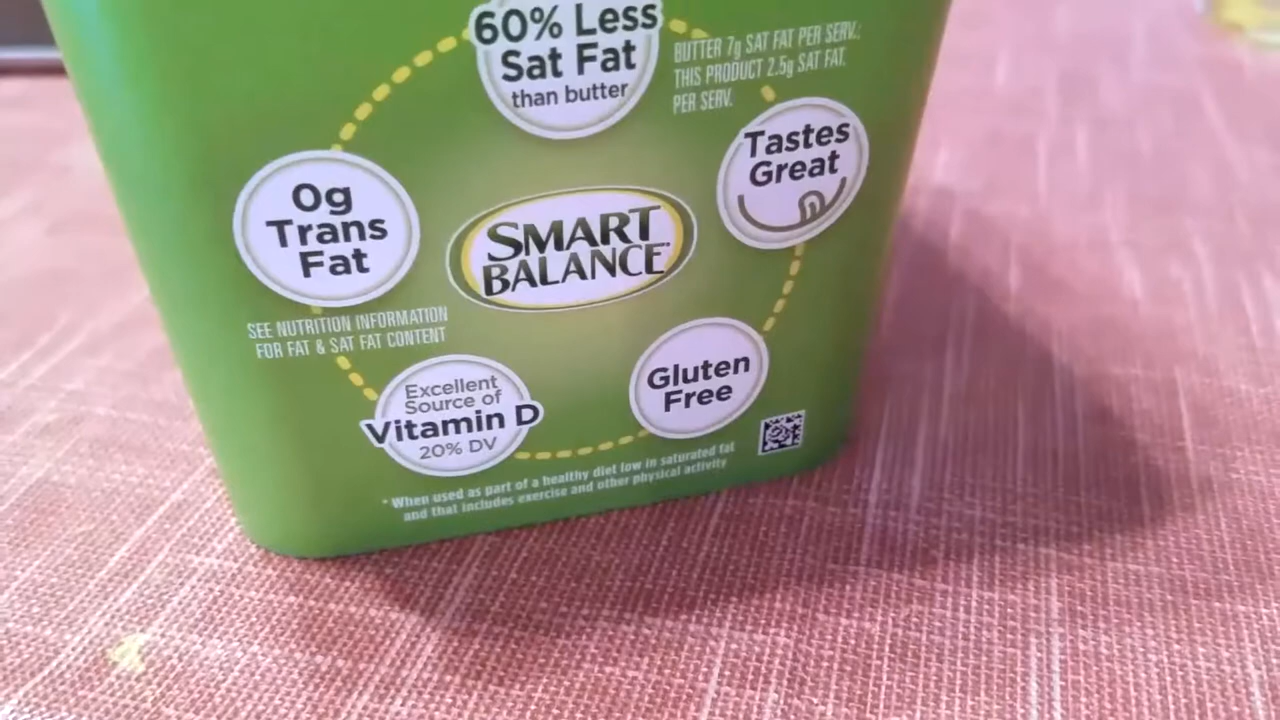 60% Less
Sat Fat
than butter
BUTTER 7g SAT FAT PER SERV.;
THIS PRODUCT 2.5g SAT FAT.
PER SERV.
Tastes
Great
0g
Trans
Fat
SMART
BALANCE
SEE NUTRITION INFORMATION
FOR FAT & SAT FAT CONTENT
Gluten
Free
Excellent
Source of
Vitamin D
20% DV
* When used as part of a healthy diet low in saturated fat
and that includes exercise and other physical activity